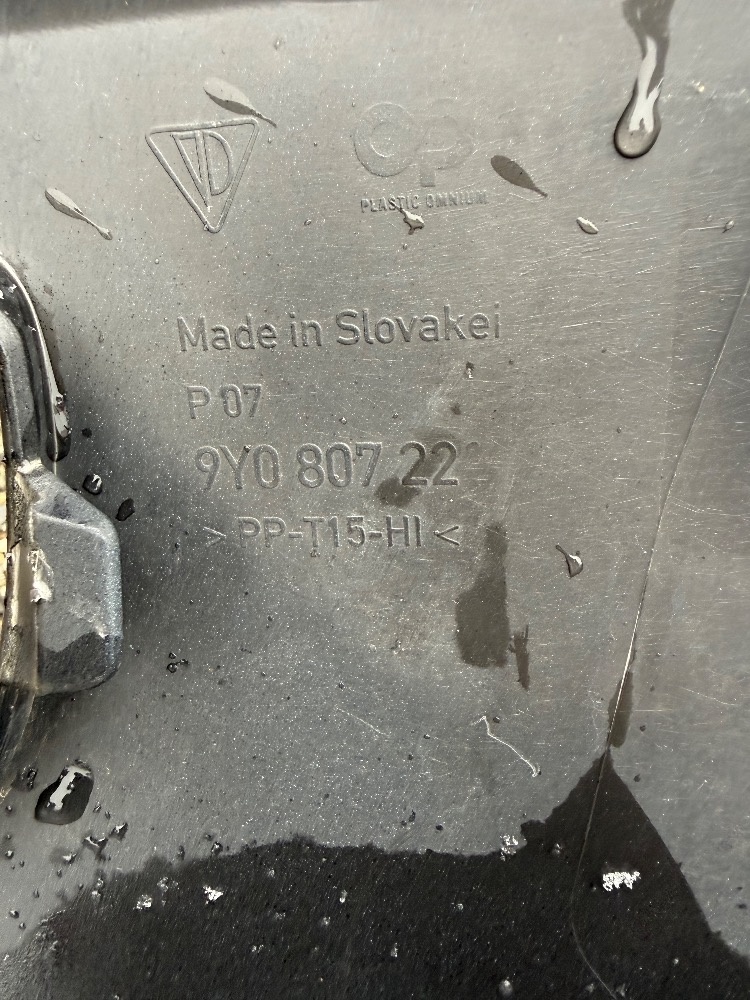 PLASTIC OMNIUM
Made in Slovakei
P 07
9Y0 807 22
> PP-T15-HI <